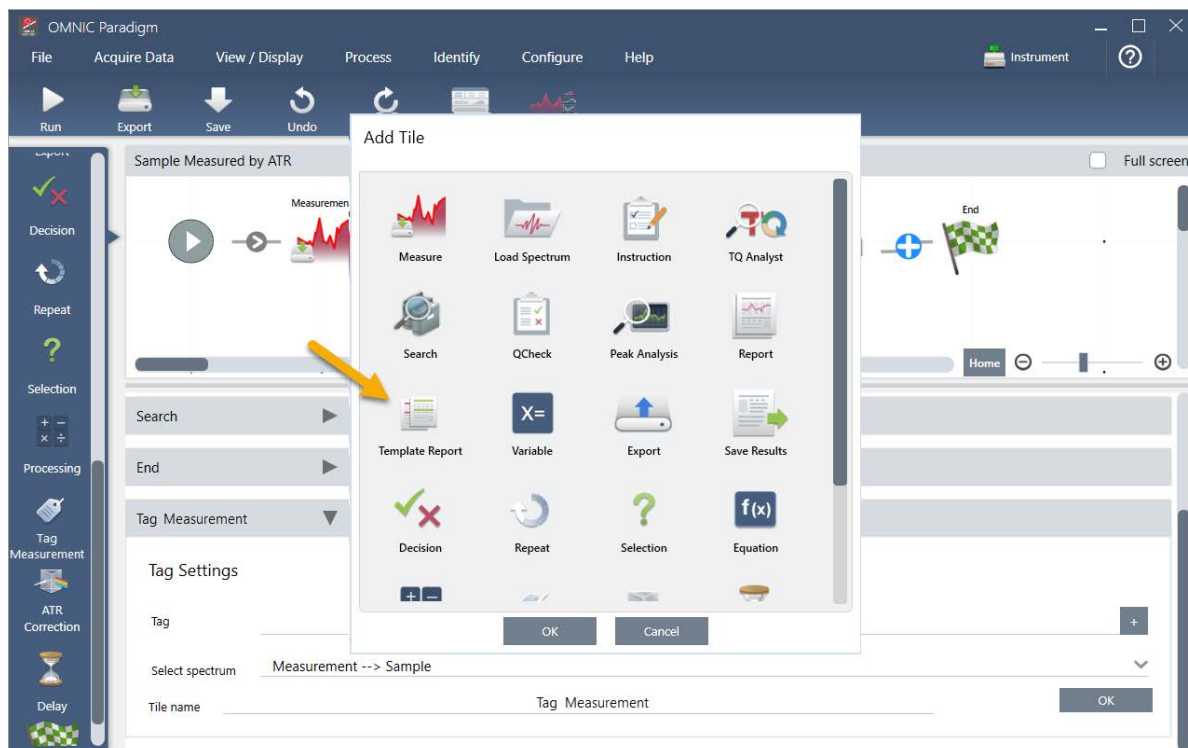 OMNIC Paradigm
File Acquire Data View / Display Process Identify Configure Help Instrument
Run Export Save Undo
Add Tile
Export
Sample Measured by ATR
Full screen
Decision
Measuremen
End
Measure Load Spectrum Instruction TQ Analyst
Repeat
Search QCheck Peak Analysis Report
Home
Selection
Search
X=
Template Report Variable Export Save Results
Processing
End
Tag Measurement
f(x)
Tag
Measurement
Decision Repeat Selection Equation
Tag Settings
ATR
Correction
Tag
+
OK Cancel
Select spectrum Measurement --> Sample
Delay
Tile name Tag Measurement OK